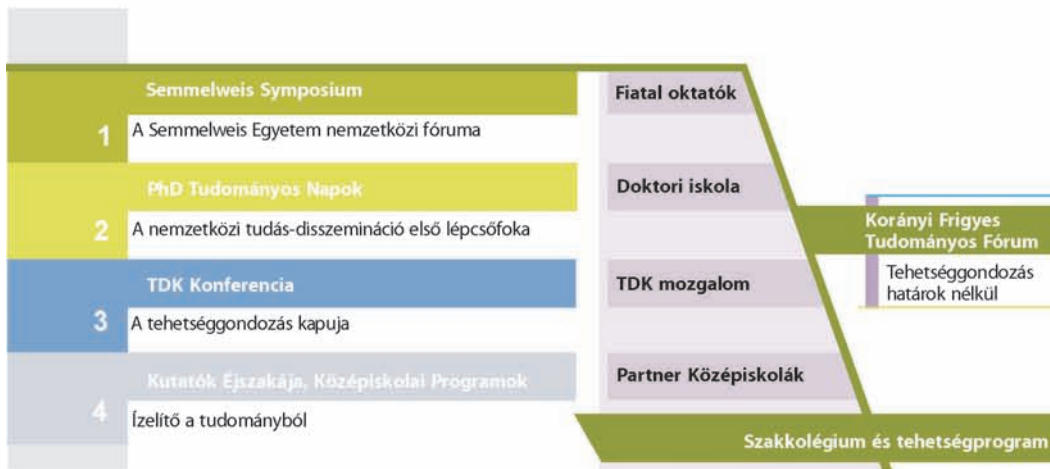 Semmelweis Symposium
1
A Semmelweis Egyetem nemzetközi fóruma
PhD Tudományos Napok
2
A nemzetközi tudás-disszemináció első lépcsőfoka
TDK Konferencia
3
A tehetséggondozás kapuja
Kutatók Éjszakája, Középiskolai Programok
4
Ízelítő a tudományból
Fiatal oktatók
Doktori iskola
TDK mozgalom
Partner Középiskolák
Korányi Frigyes
Tudományos Fórum
Tehetséggondozás
határok nélkül
Szakkolégium és tehetségprogram